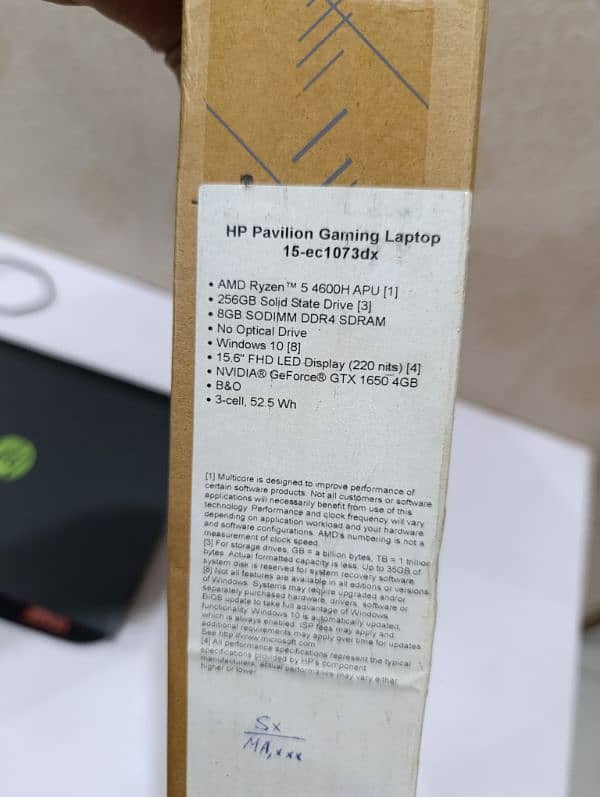 HP Pavilion Gaming Laptop
15-ec1073dx
• AMD Ryzen™ 5 4600H APU [1]
• 256GB Solid State Drive [3]
• 8GB SODIMM DDR4 SDRAM
• No Optical Drive
• Windows 10 [8]
• 15.6" FHD LED Display (220 nits) [4]
• NVIDIA® GeForce® GTX 1650 4GB
• B&O
• 3-cell, 52.5 Wh
[1] Multicore is designed to improve performance of
certain software products. Not all customers or software
applications will necessarily benefit from use of this
technology. Performance and clock frequency will vary
depending on application workload and your hardware
and software configurations. AMD's numbering is not a
measurement of clock speed.
[3] For storage drives, GB = a billion bytes, TB = 1 trillion
bytes. Actual formatted capacity is less. Up to 35GB of
system disk is reserved for system recovery software.
[8] Not all features are available in all editions or versions
of Windows. Systems may require upgraded and/or
separately purchased hardware, drivers, software or
BIOS update to take full advantage of Windows
functionality. Windows 10 is automatically updated,
which is always enabled. ISP fees may apply and
additional requirements may apply over time for updates.
See http://www.microsoft.com.
[4] All performance specifications represent the typical
specifications provided by HP's component
manufacturers; actual performance may vary either
higher or lower.
Sx
MA,xxx